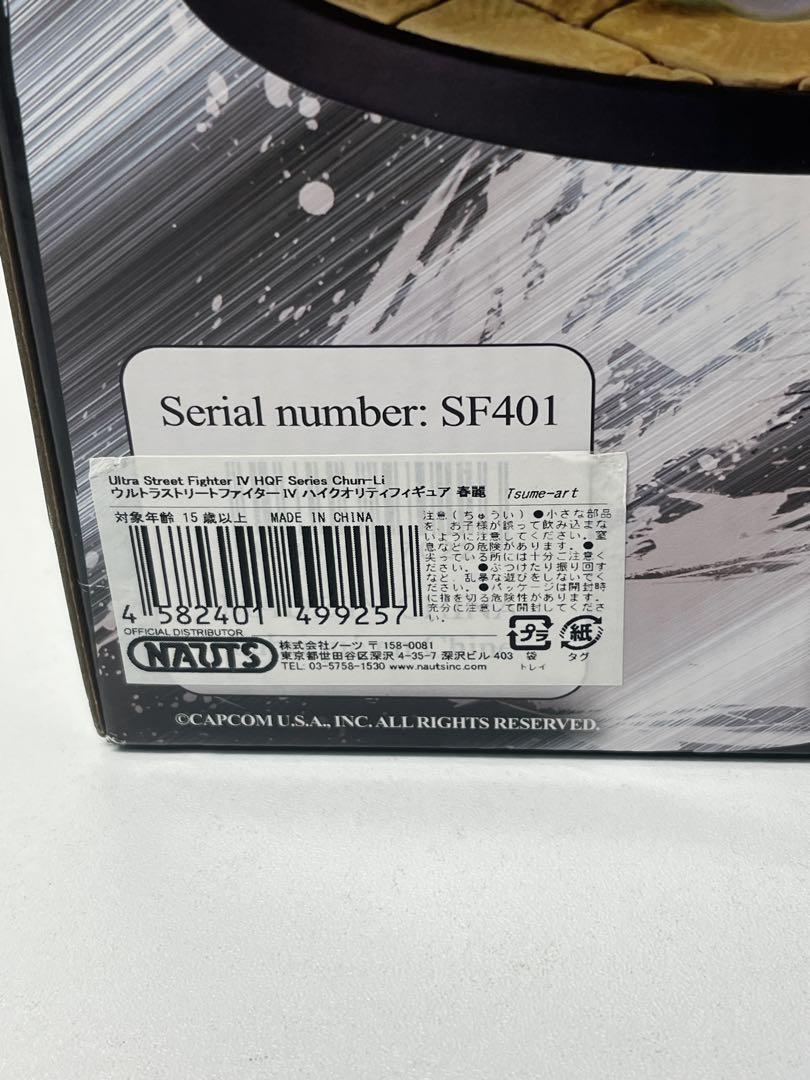 Serial number: SF401
Ultra Street Fighter Ⅳ HQF Series Chun-Li
ウルトラストリートファイターⅣ ハイクオリティフィギュア 春麗 Tsume-art
対象年齢 15歳以上 MADE IN CHINA
注意(ちゅうい)●小さな部品
を、お子様が誤って飲み込まな
いように注意してください。窒
息などの危険があります。●
尖っている所には十分ご注意く
ださい。●ぶつけたり振り回す
など、乱暴な遊びをしないでく
ださい。●パッケージは開封時
に指を切る危険性があります。
充分に注意して開封してくださ
い。
4 582401 499257
OFFICIAL DISTRIBUTOR
NAUTS
株式会社ノーツ 〒158-0081
東京都世田谷区深沢 4-35-7 深沢ビル 403
TEL: 03-5758-1530 www.nautsinc.com
プラ
袋
トレイ
紙
タグ
©CAPCOM U.S.A., INC. ALL RIGHTS RESERVED.